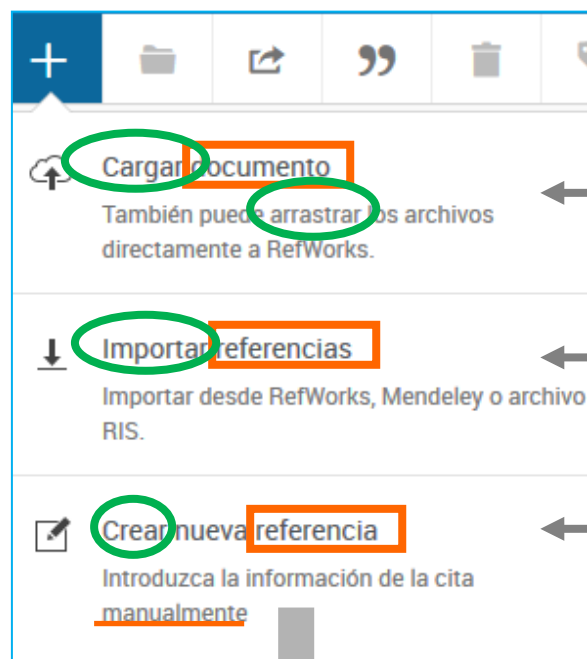 Cargar documento
También puede arrastrar los archivos
directamente a RefWorks.
Importar referencias
Importar desde RefWorks, Mendeley o archivo
RIS.
Crear nueva referencia
Introduzca la información de la cita
manualmente